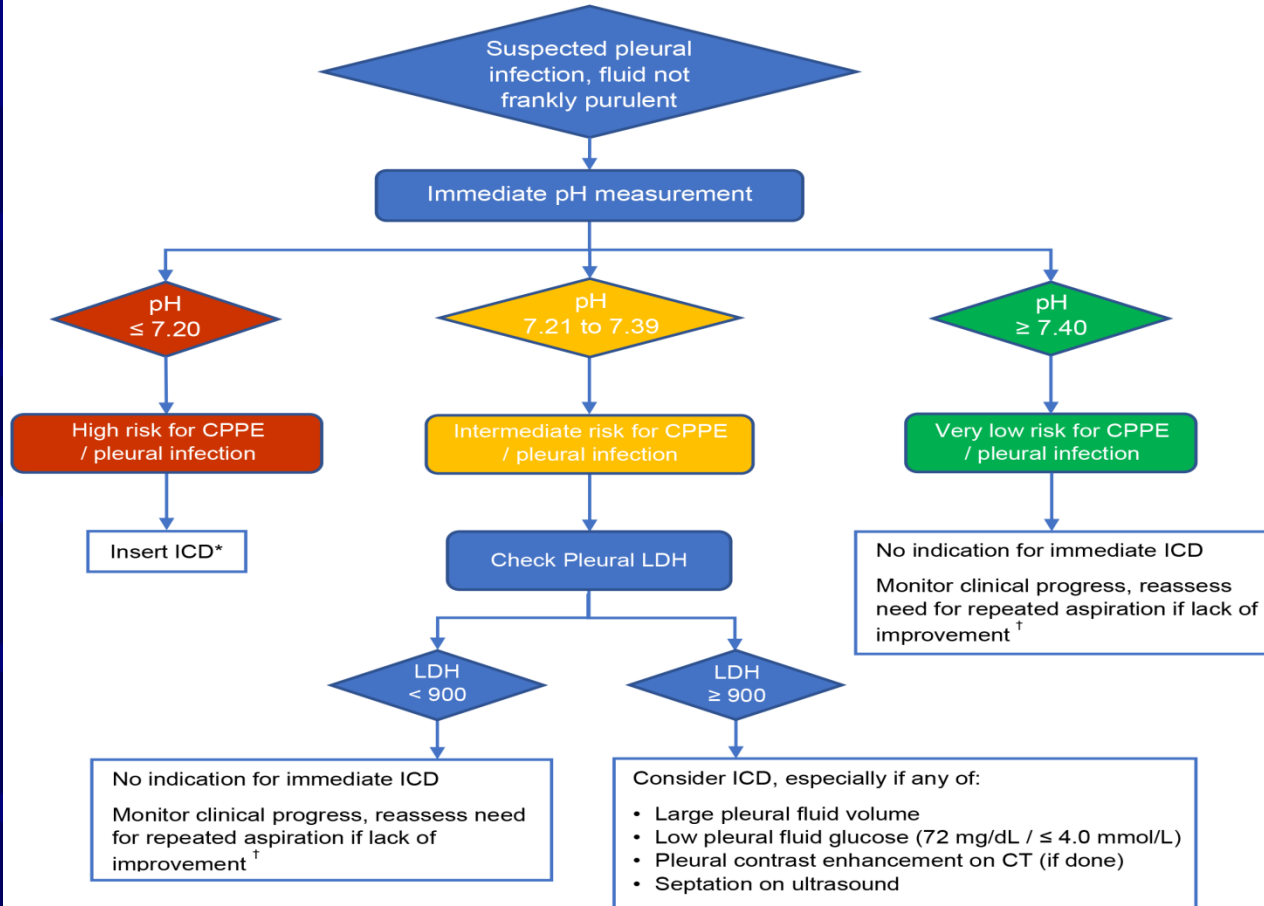 Suspected pleural
infection, fluid not
frankly purulent
Immediate pH measurement
pH
≤ 7.20
pH
7.21 to 7.39
pH
≥ 7.40
High risk for CPPE
/ pleural infection
Intermediate risk for CPPE
/ pleural infection
Very low risk for CPPE
/ pleural infection
Insert ICD*
Check Pleural LDH
No indication for immediate ICD
Monitor clinical progress, reassess
need for repeated aspiration if lack of
improvement †
LDH
< 900
LDH
≥ 900
No indication for immediate ICD
Monitor clinical progress, reassess need
for repeated aspiration if lack of
improvement †
Consider ICD, especially if any of:
• Large pleural fluid volume
• Low pleural fluid glucose (72 mg/dL / ≤ 4.0 mmol/L)
• Pleural contrast enhancement on CT (if done)
• Septation on ultrasound